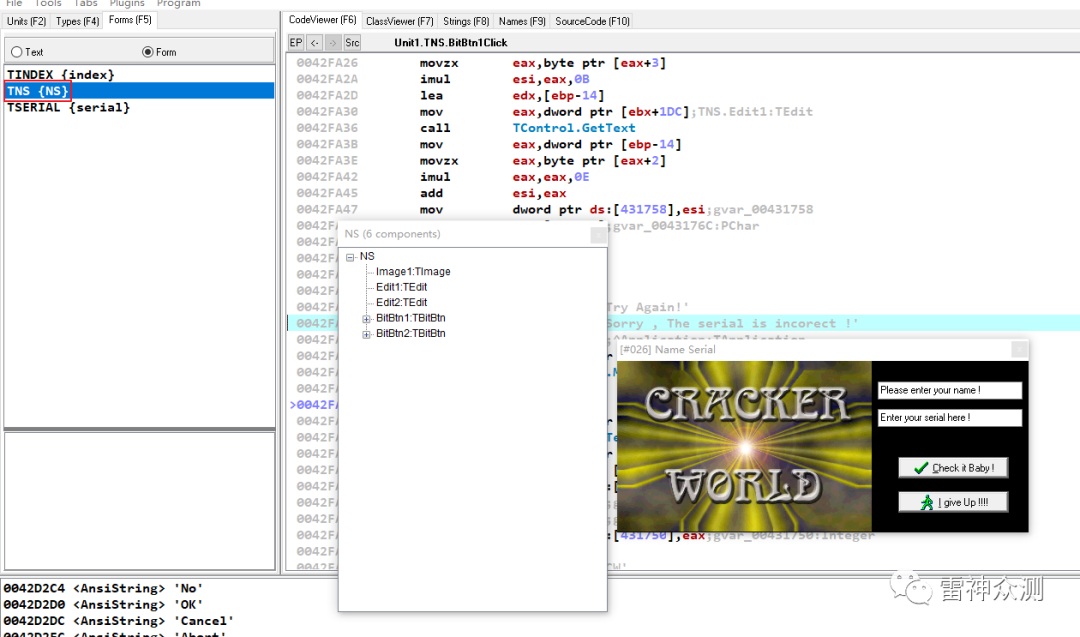 File Tools Tabs Plugins Program
Units (F2) Types (F4) Forms (F5)
Text Form
TINDEX {index}
TNS {NS}
TSERIAL {serial}
CodeViewer (F6) ClassViewer (F7) Strings (F8) Names (F9) SourceCode (F10)
EP <- -> Src Unit1.TNS.BitBtn1Click
0042FA26 movzx eax,byte ptr [eax+3]
0042FA2A imul esi,eax,0B
0042FA2D lea edx,[ebp-14]
0042FA30 mov eax,dword ptr [ebx+1DC];TNS.Edit1:TEdit
0042FA36 call TControl.GetText
0042FA3B mov eax,dword ptr [ebp-14]
0042FA3E movzx eax,byte ptr [eax+2]
0042FA42 imul eax,eax,0E
0042FA45 add esi,eax
0042FA47 mov dword ptr ds:[431758],esi;gvar_00431758
;gvar_0043176C:PChar
Try Again!'
Sorry , The serial is incorect !'
>0042FA
:[431750],eax;gvar_00431750:Integer
CW'
NS (6 components)
NS
Image1:TImage
Edit1:TEdit
Edit2:TEdit
BitBtn1:TBitBtn
BitBtn2:TBitBtn
[#026] Name Serial
CRACKER
WORLD
Please enter your name !
Enter your serial here !
Check it Baby !
I give Up !!!!
0042D2C4 <AnsiString> 'No'
0042D2D0 <AnsiString> 'OK'
0042D2DC <AnsiString> 'Cancel'
0042D2EC <AnsiString> 'Abort'
雷神众测